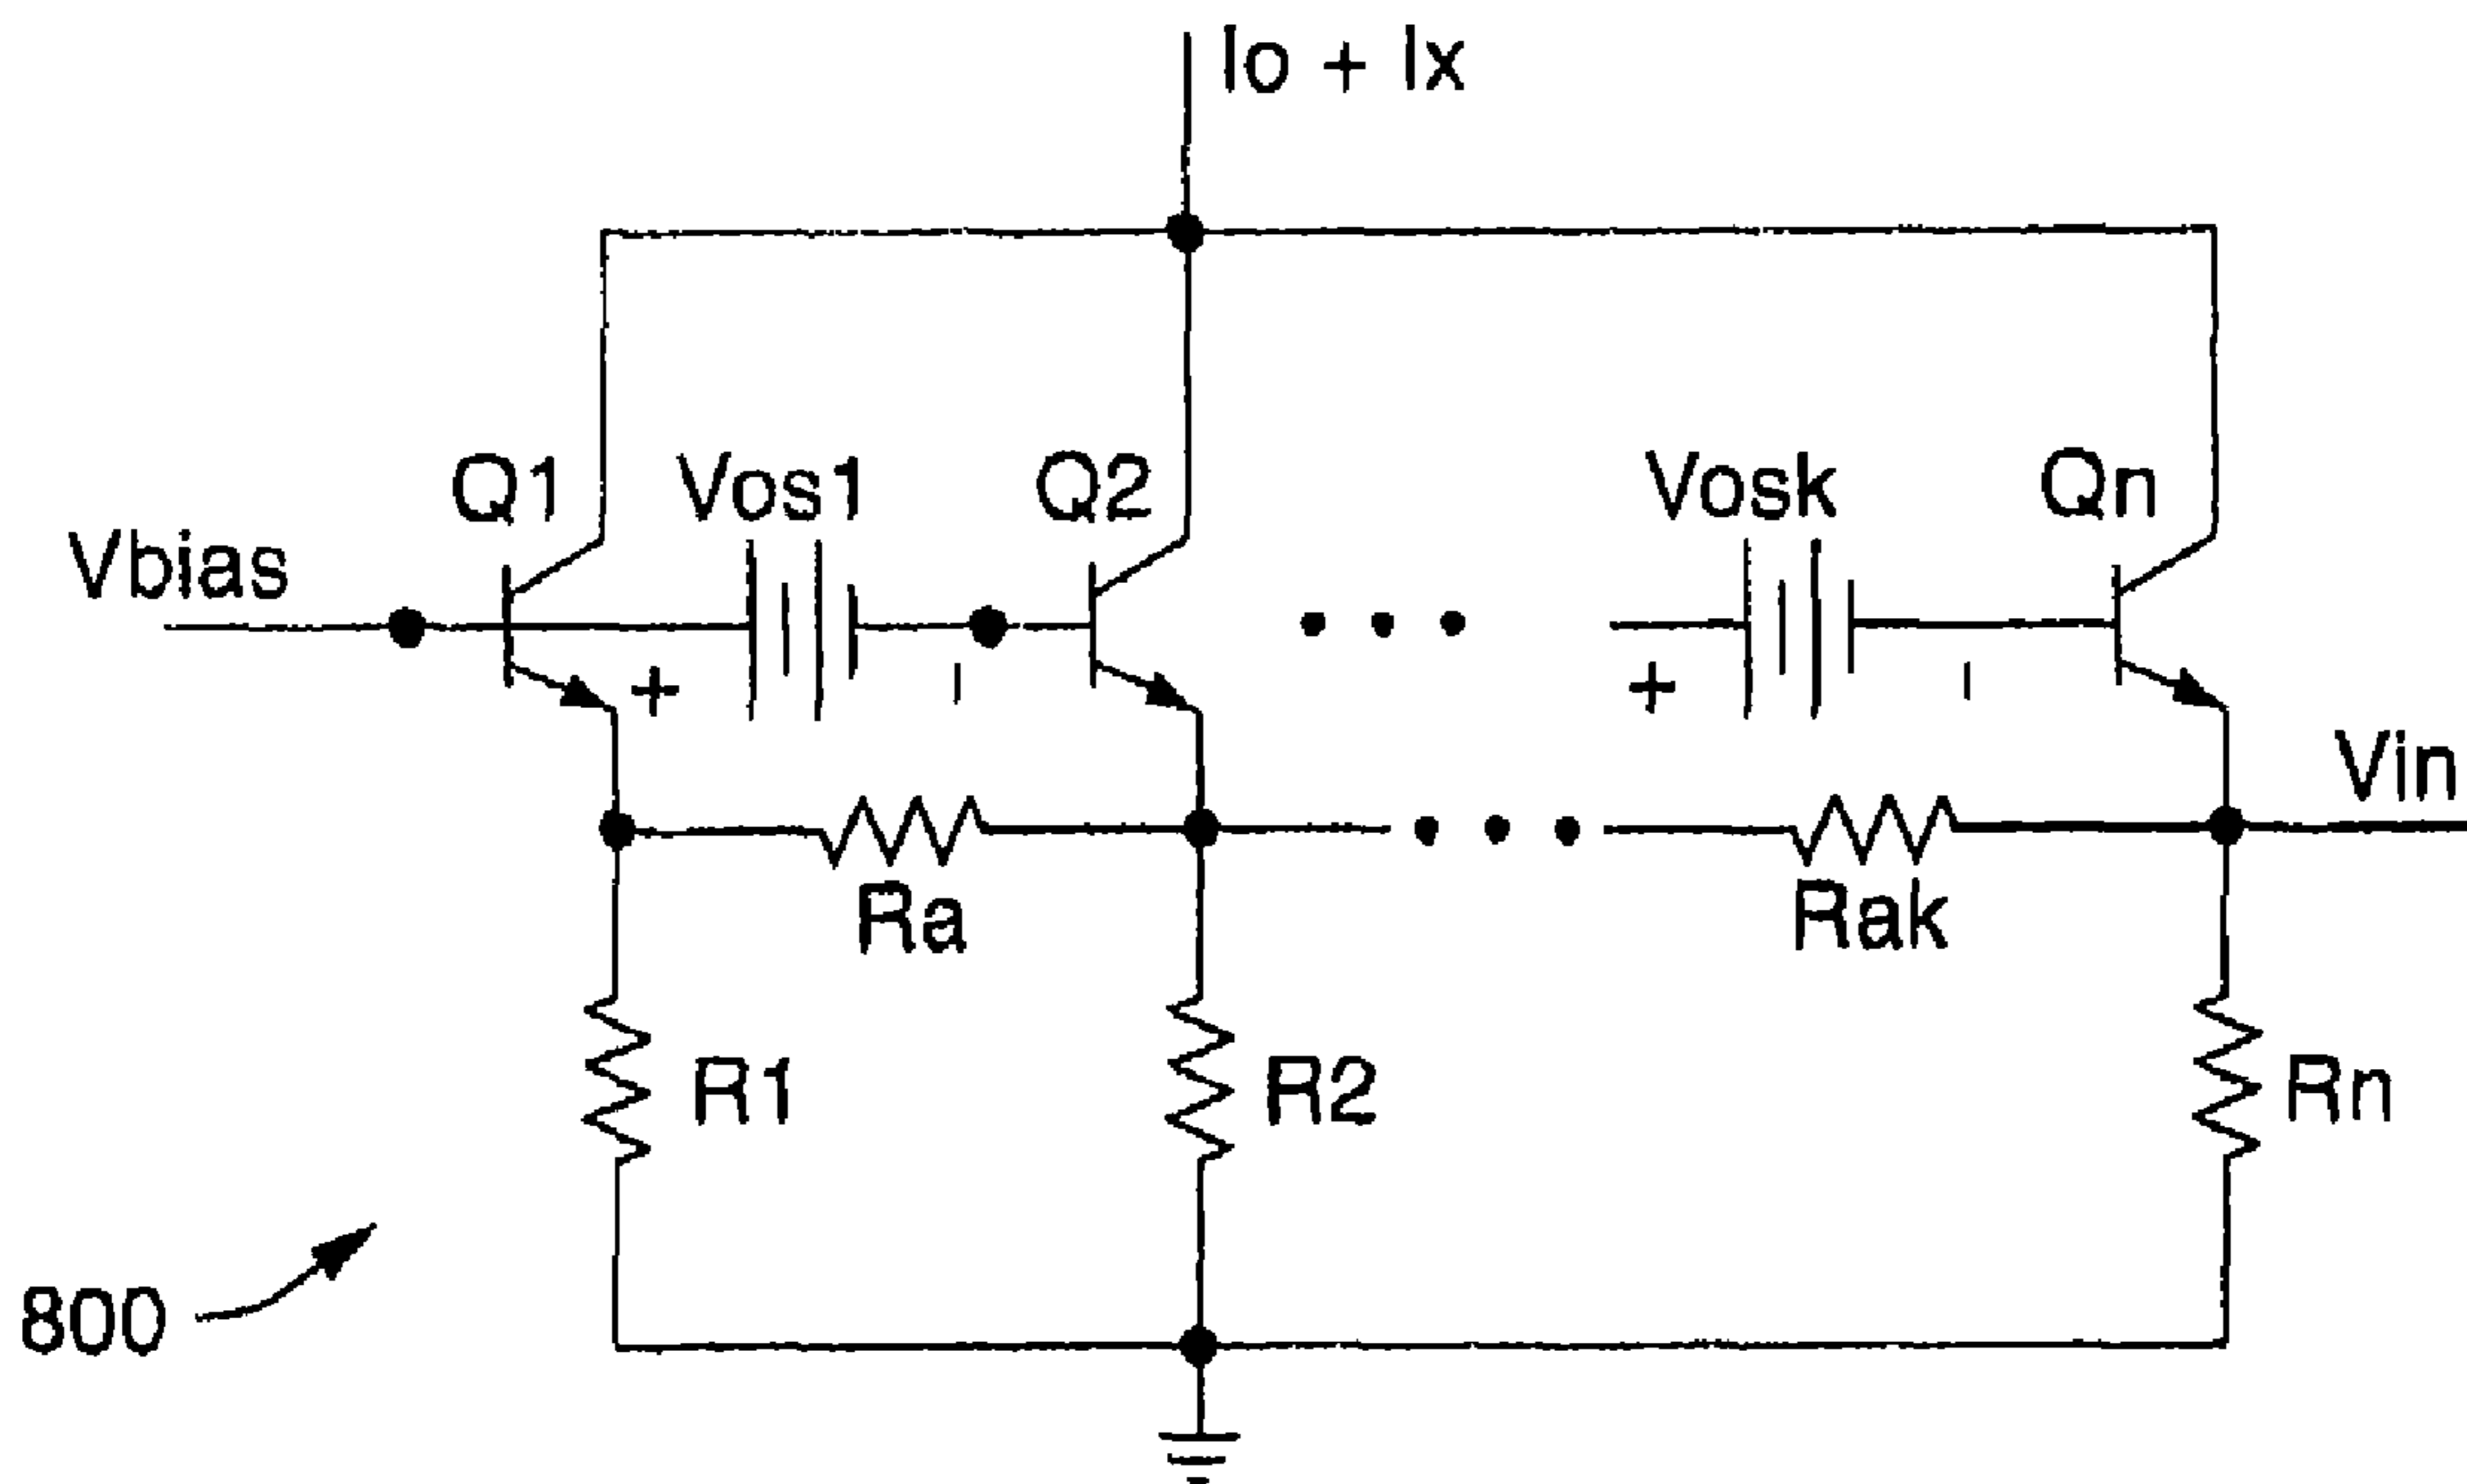 Io + Ix
Q1
Vos1
Q2
Vosk
Qn
Vbias
+
-
+
-
Vin
Ra
Rak
R1
R2
Rn
800